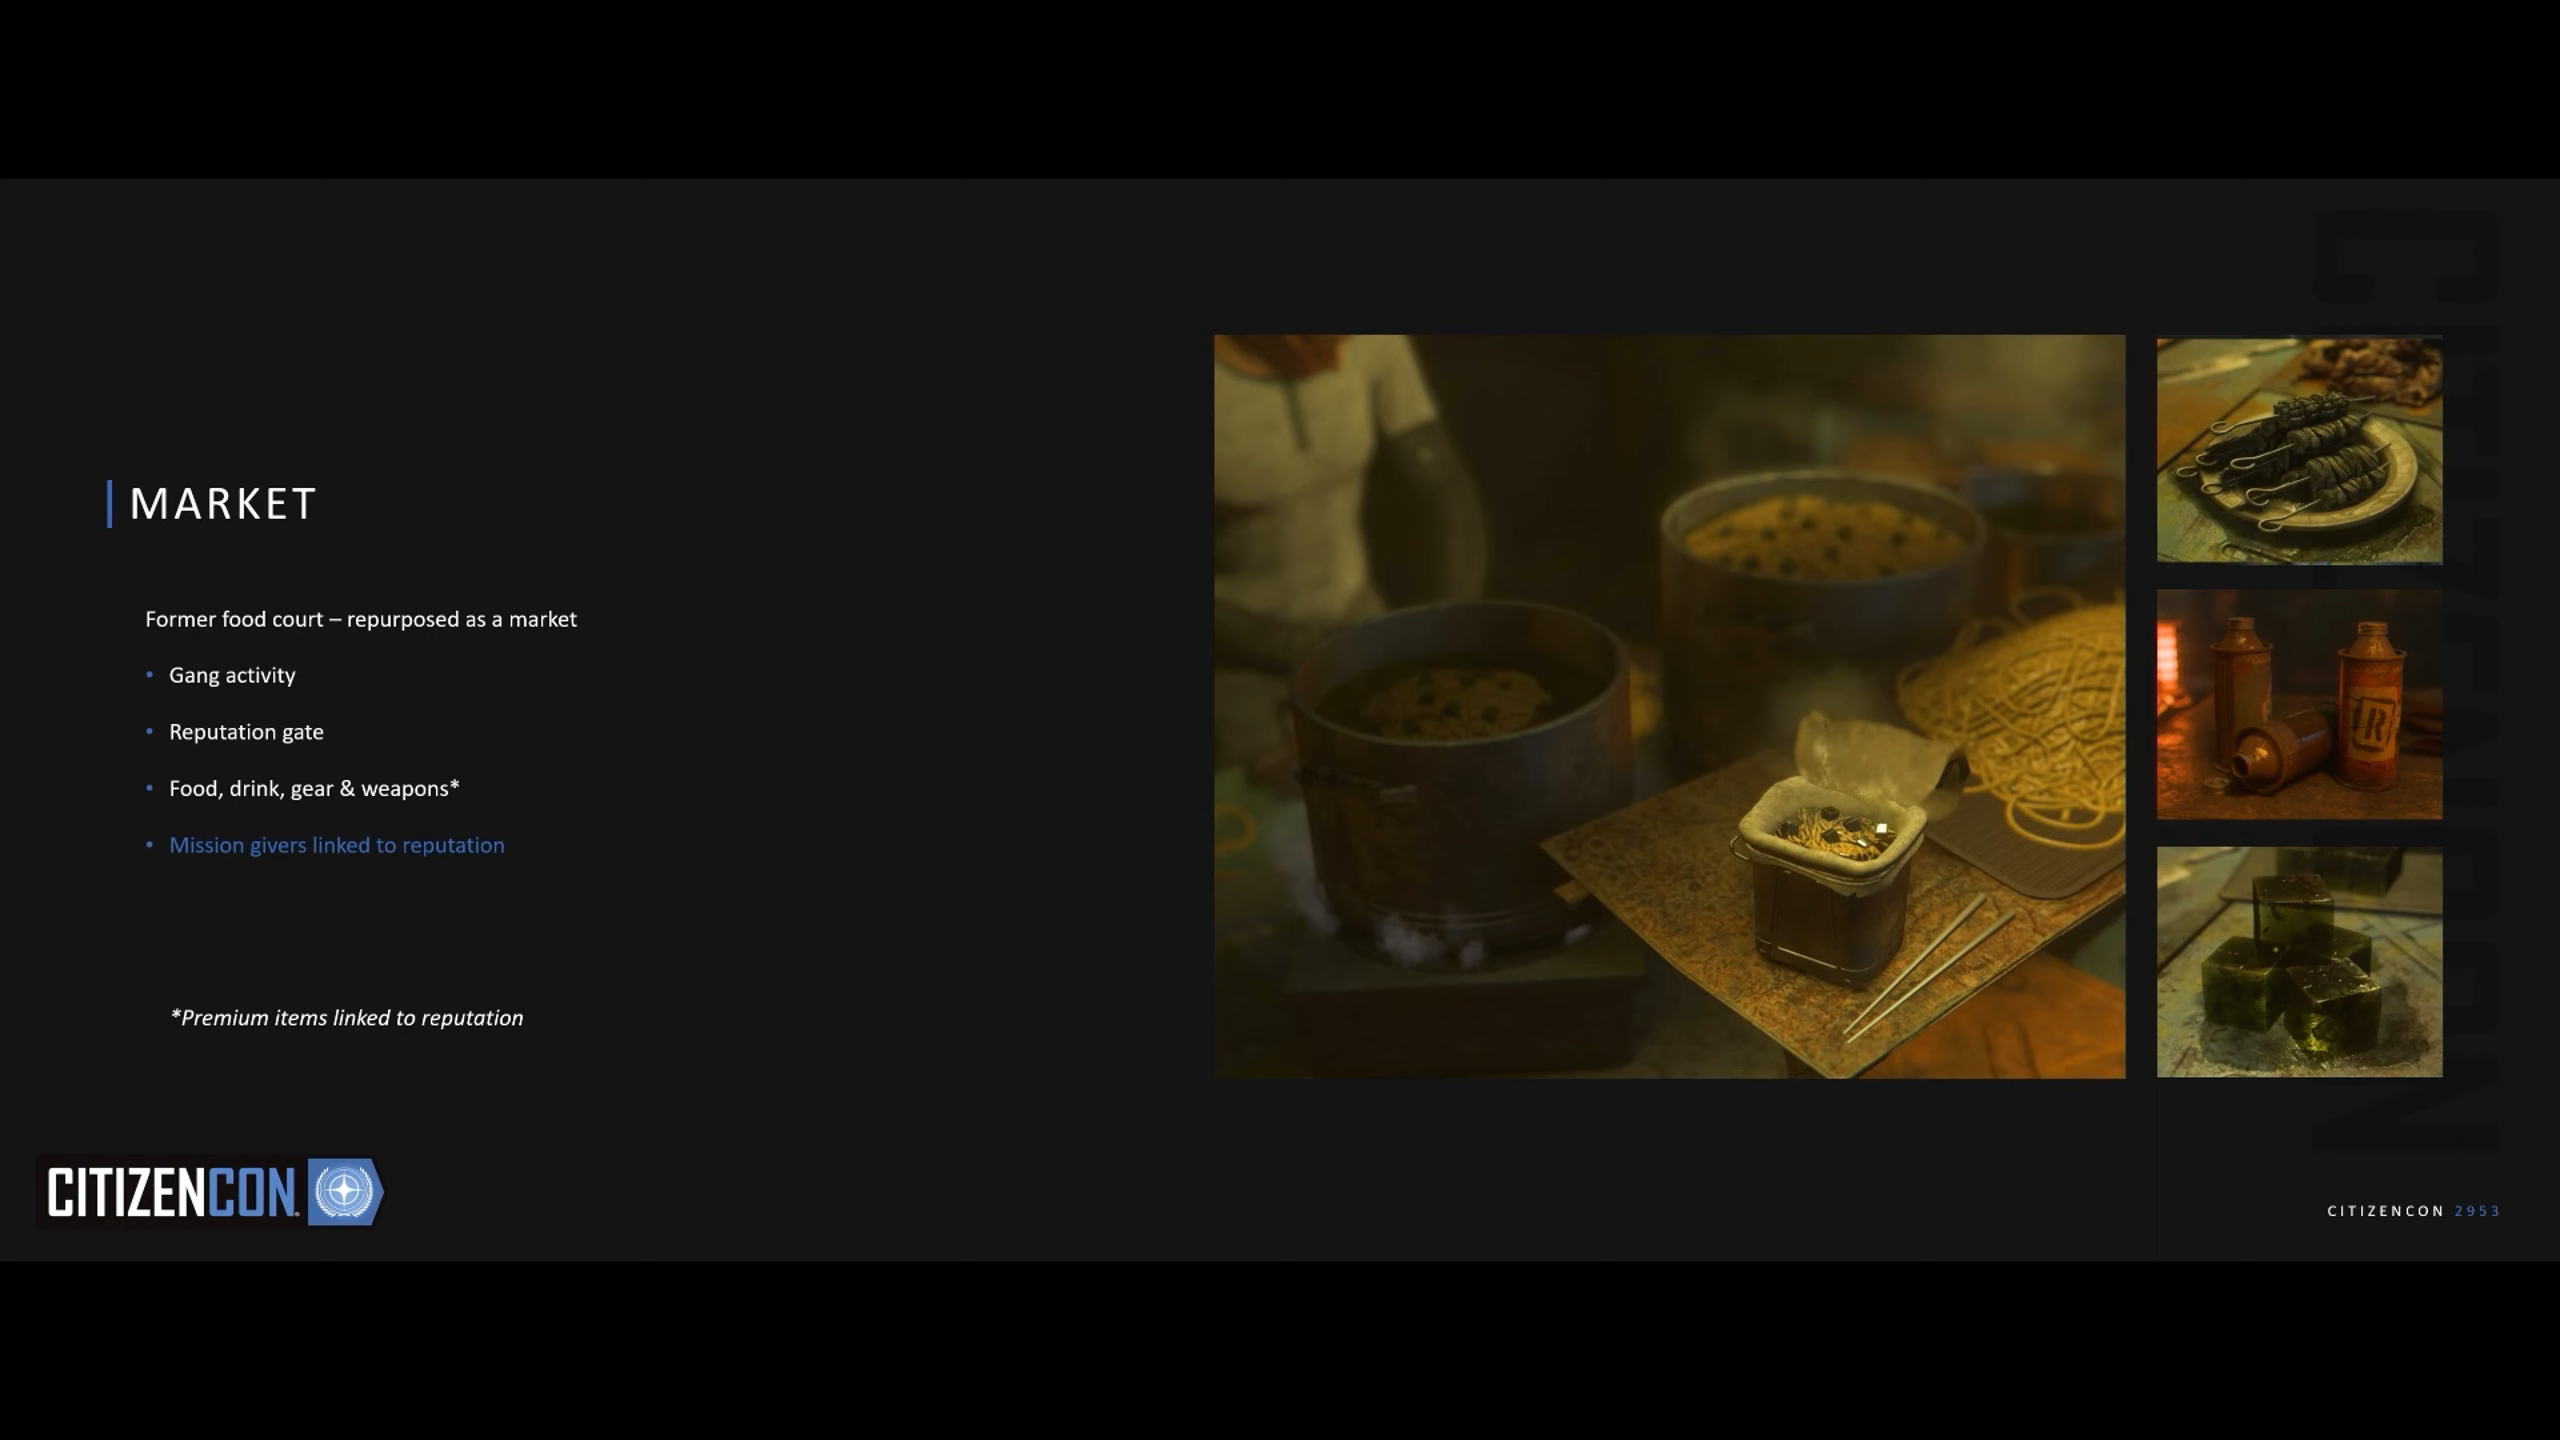 MARKET
Former food court – repurposed as a market
• Gang activity
• Reputation gate
• Food, drink, gear & weapons*
• Mission givers linked to reputation
*Premium items linked to reputation
CITIZENCON
CITIZENCON 2953
R
CITIZENCON